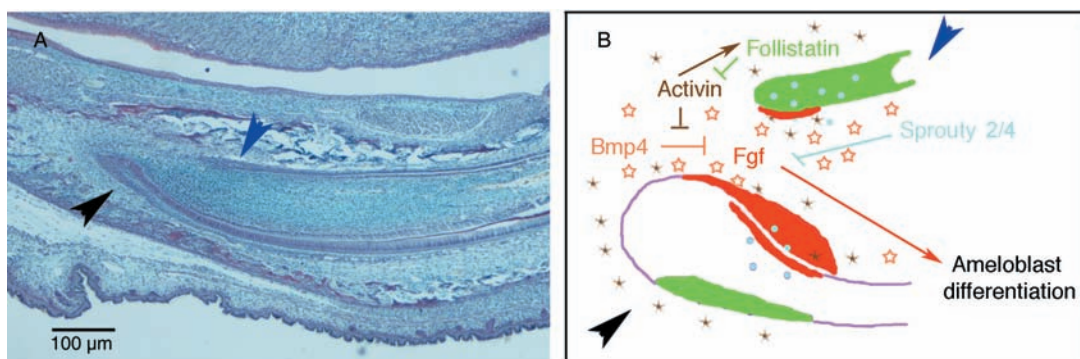 A
100 µm
B
Follistatin
Activin
Sprouty 2/4
Bmp4
Fgf
Ameloblast
differentiation